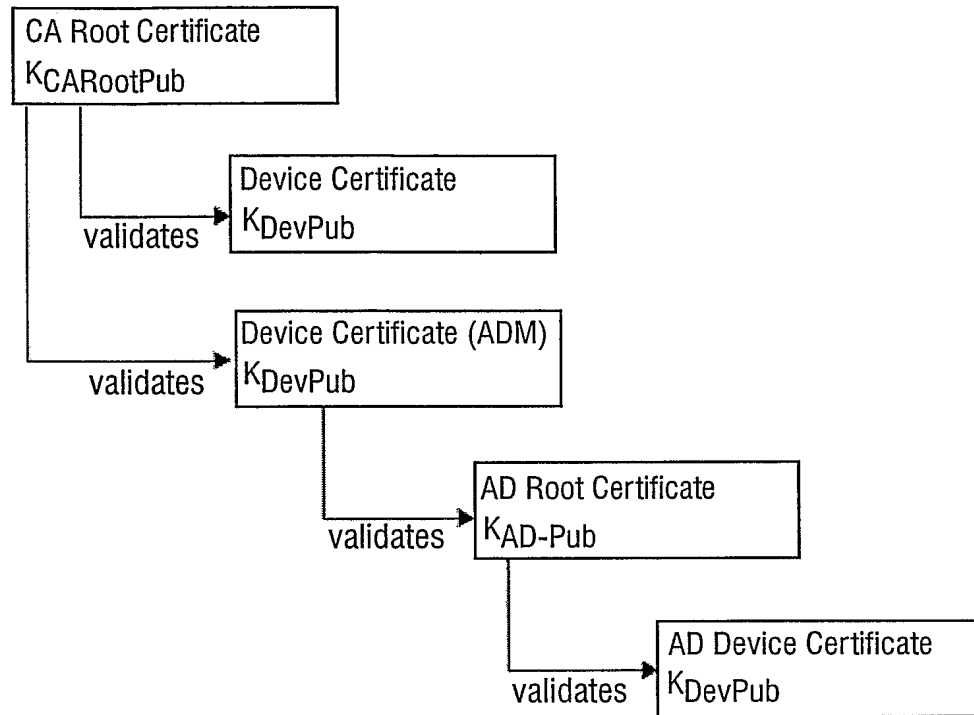 CA Root Certificate
KCARootPub
Device Certificate
KDevPub
validates
Device Certificate (ADM)
KDevPub
validates
AD Root Certificate
KAD-Pub
validates
AD Device Certificate
KDevPub
validates